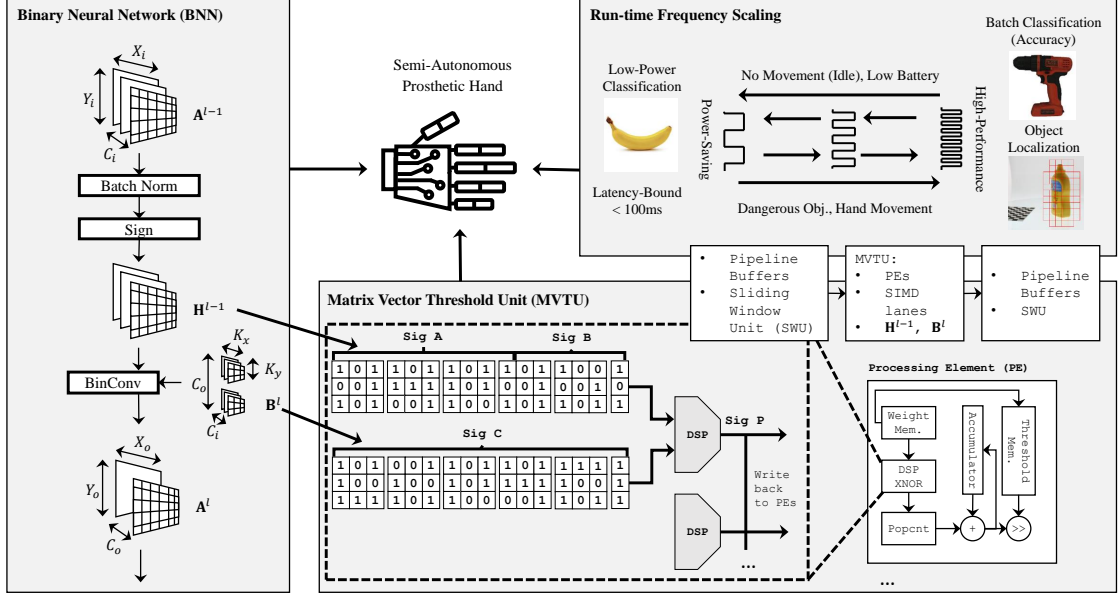 Binary Neural Network (BNN)
X_i
Y_i
C_i
A^{l-1}
Batch Norm
Sign
H^{l-1}
K_x
K_y
C_o
C_i
B^l
BinConv
X_o
Y_o
C_o
A^l
Semi-Autonomous
Prosthetic Hand
Run-time Frequency Scaling
Low-Power
Classification
Latency-Bound
< 100ms
Power-Saving
No Movement (Idle), Low Battery
Dangerous Obj., Hand Movement
High-Performance
Batch Classification
(Accuracy)
Object
Localization
Matrix Vector Threshold Unit (MVTU)
Sig A
Sig B
1 0 1 1 0 1 1 0 1 1 0 1 1 0 0 1
0 0 1 1 1 1 1 0 0 1 0 1 0 0 1 0
1 0 1 0 0 1 1 0 0 1 0 1 0 1 1 1
Sig C
1 0 1 0 0 1 1 0 1 1 0 1 1 1 1 1
1 0 0 1 0 1 1 0 1 0 0 1 1 0 0 1
1 1 1 1 0 1 1 0 0 1 1 1 0 1 0 1
DSP
Sig P
Write
back
to PEs
DSP
...
• Pipeline
Buffers
• Sliding
Window
Unit (SWU)
MVTU:
• PEs
• SIMD
lanes
• H^{l-1}, B^l
• Pipeline
Buffers
• SWU
Processing Element (PE)
Weight
Mem.
DSP
XNOR
Popcnt
Accumulator
Threshold
Mem.
+
>>
...